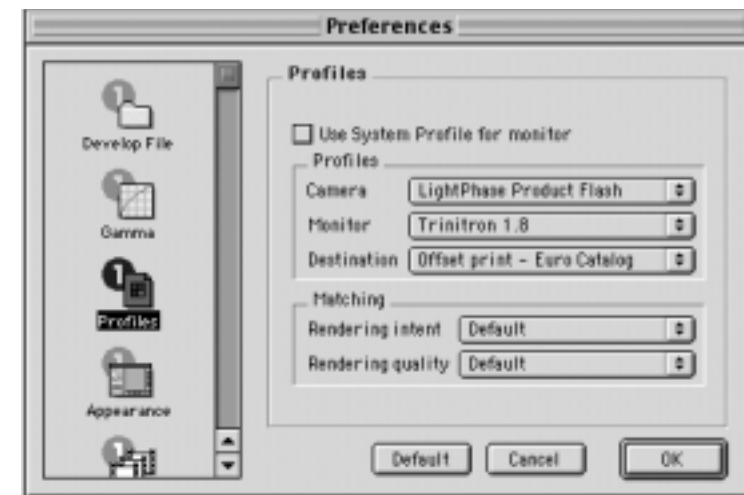 Preferences
Develop File
Gamma
Profiles
Appearance
Profiles
Use System Profile for monitor
Profiles
Camera LightPhase Product Flash
Monitor Trinitron 1.8
Destination Offset print - Euro Catalog
Matching
Rendering intent Default
Rendering quality Default
Default Cancel OK